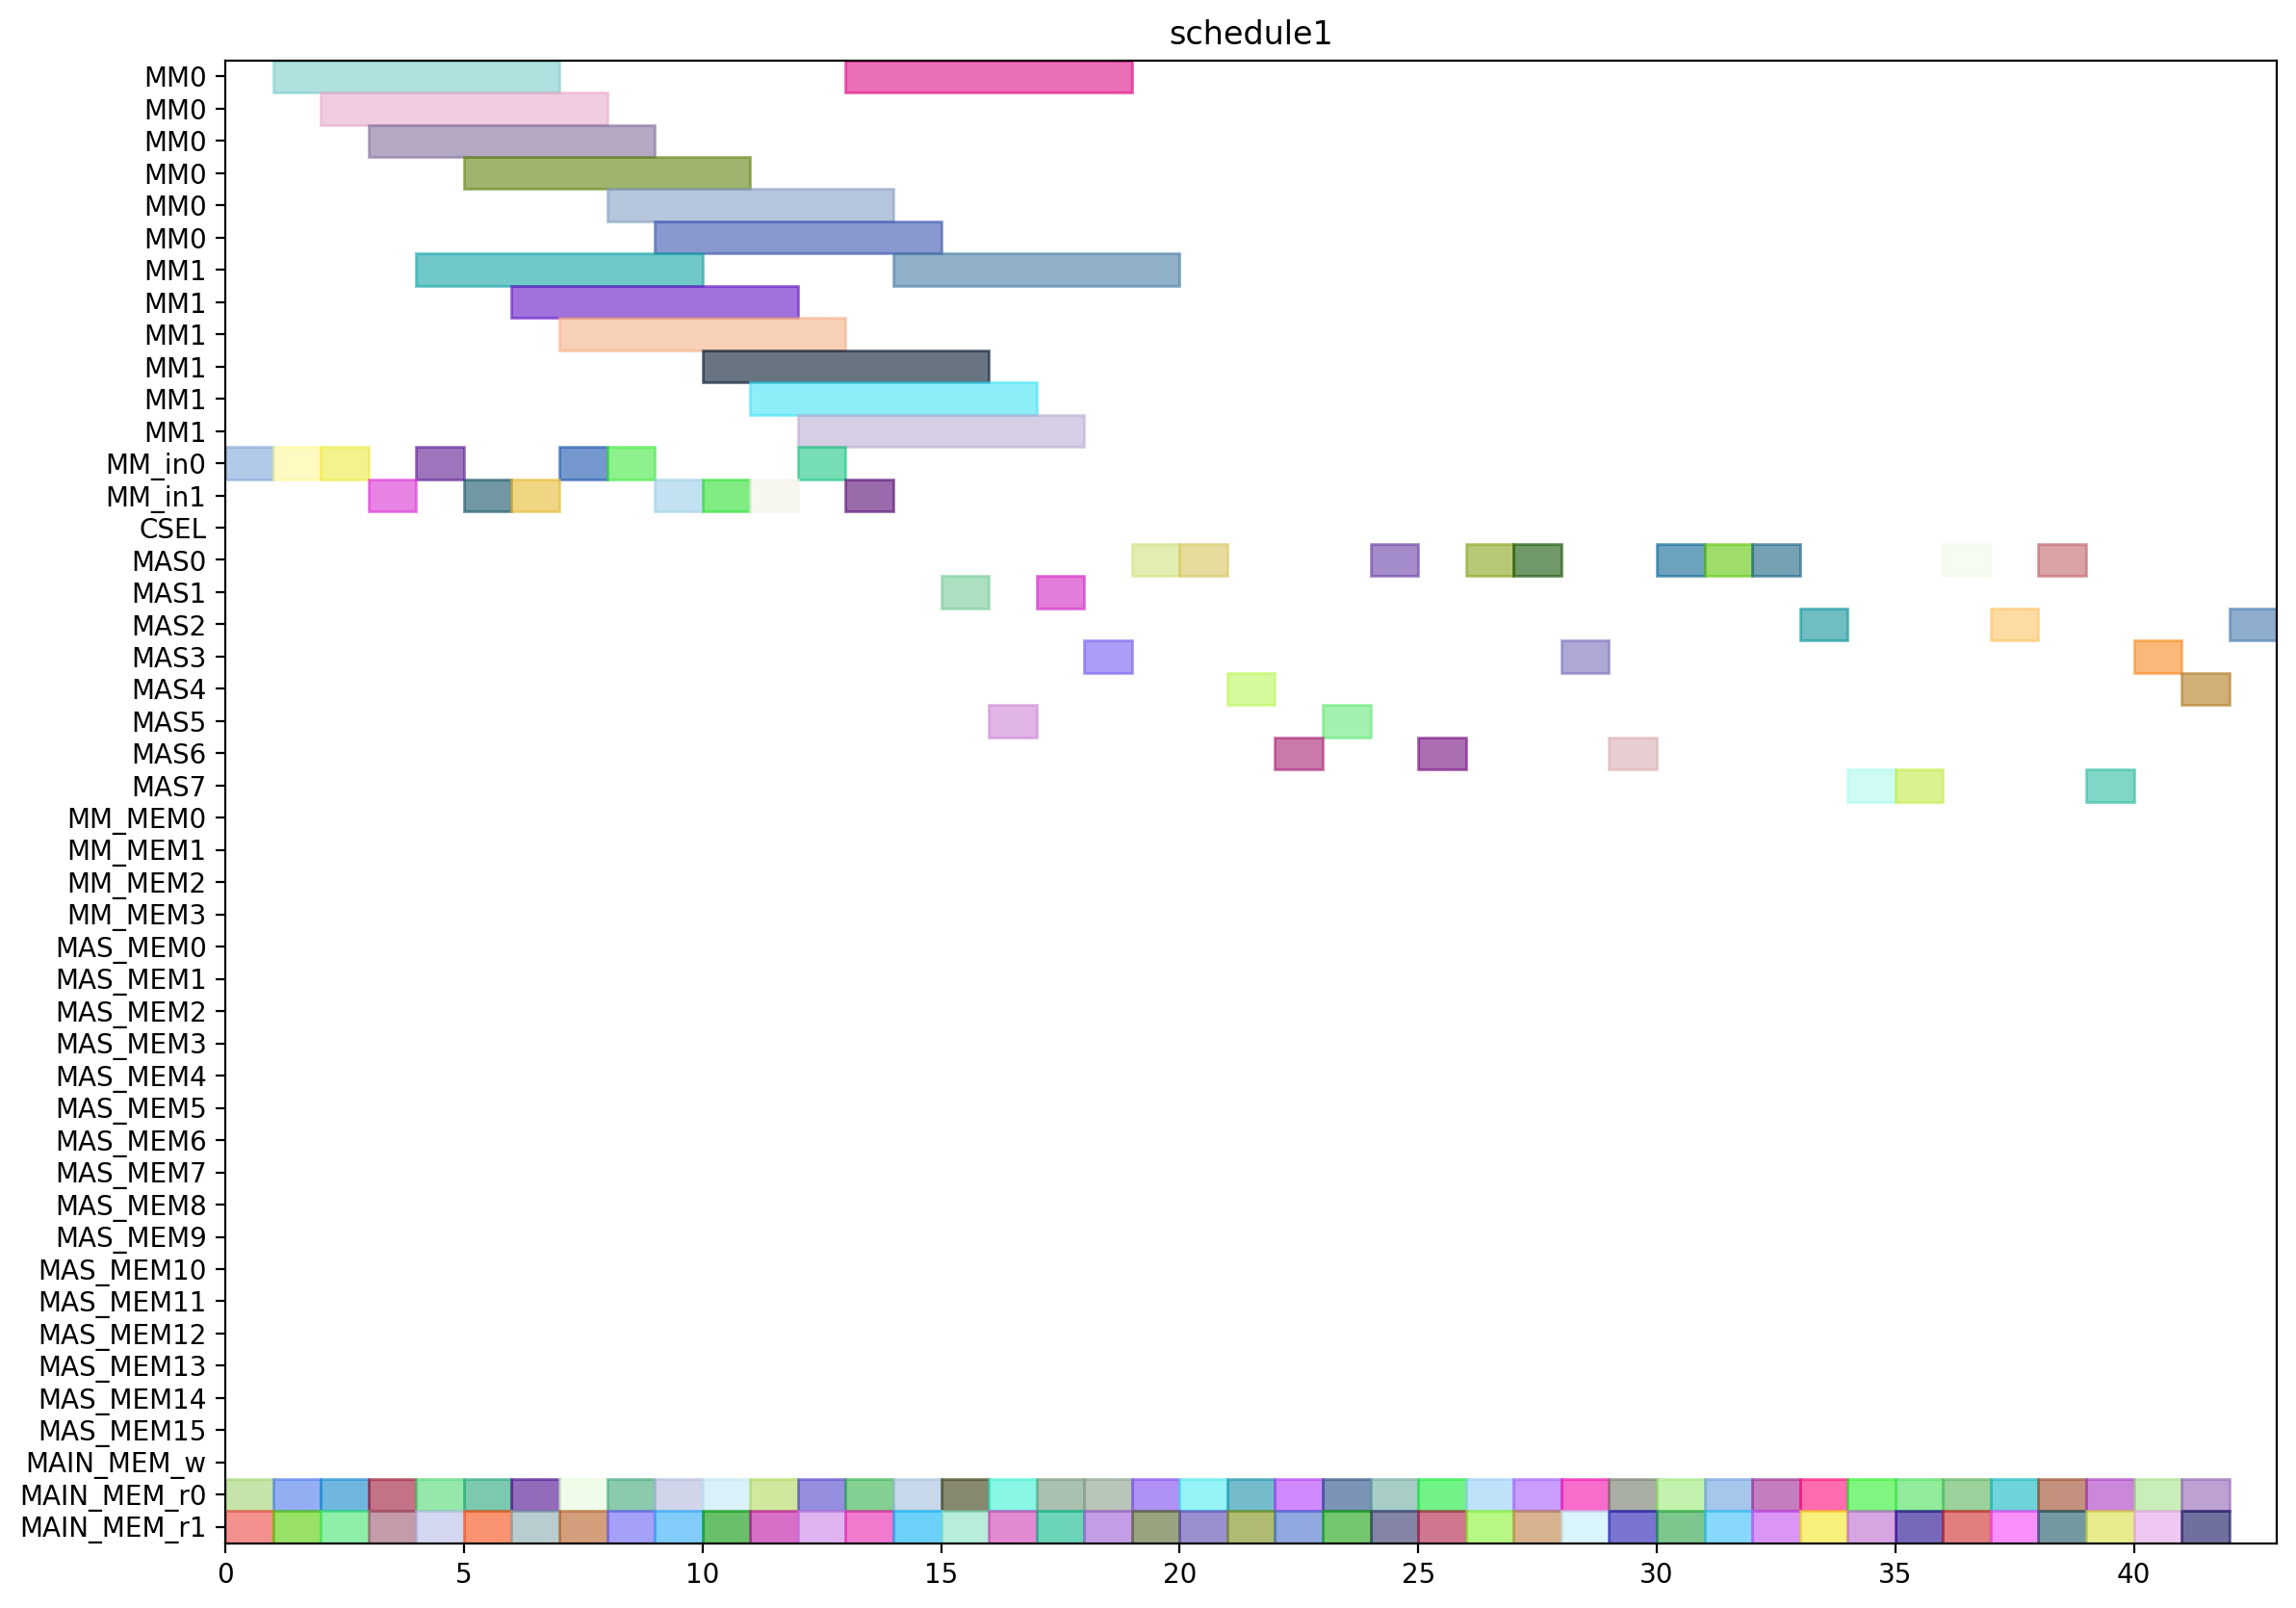 schedule1
MM0
MM0
MM0
MM0
MM0
MM0
MM1
MM1
MM1
MM1
MM1
MM1
MM_in0
MM_in1
CSEL
MAS0
MAS1
MAS2
MAS3
MAS4
MAS5
MAS6
MAS7
MM_MEM0
MM_MEM1
MM_MEM2
MM_MEM3
MAS_MEM0
MAS_MEM1
MAS_MEM2
MAS_MEM3
MAS_MEM4
MAS_MEM5
MAS_MEM6
MAS_MEM7
MAS_MEM8
MAS_MEM9
MAS_MEM10
MAS_MEM11
MAS_MEM12
MAS_MEM13
MAS_MEM14
MAS_MEM15
MAIN_MEM_w
MAIN_MEM_r0
MAIN_MEM_r1
0 5 10 15 20 25 30 35 40